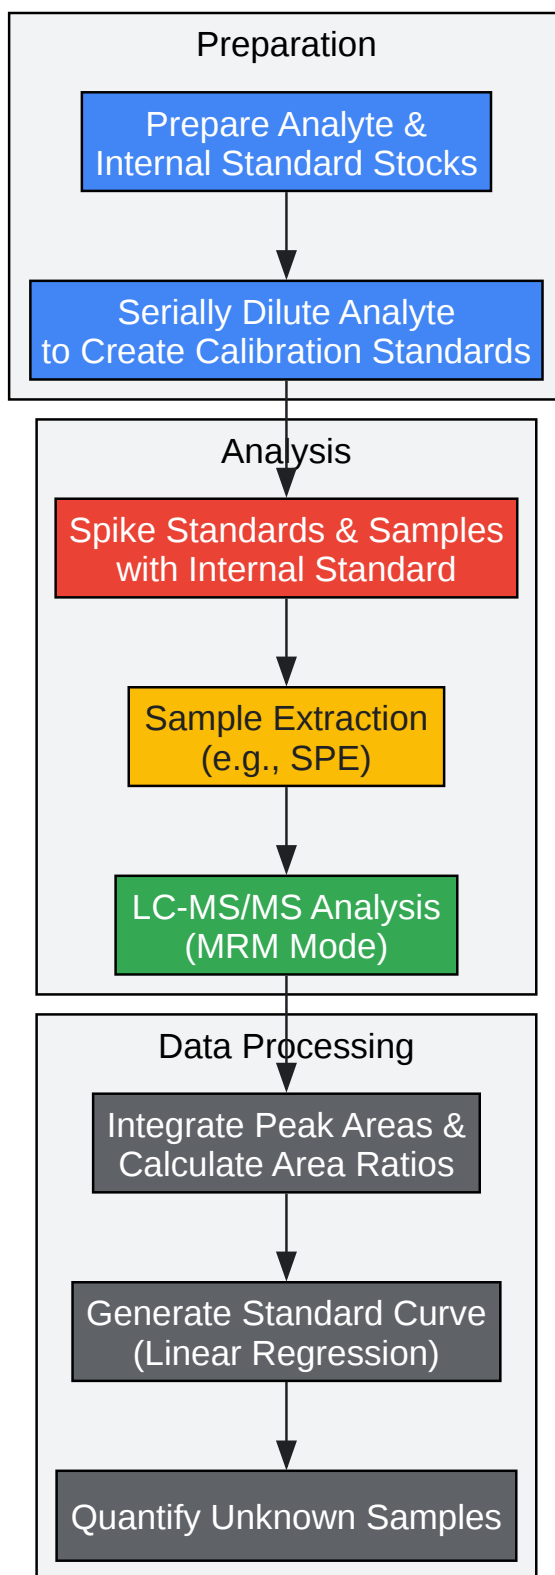 Preparation
Prepare Analyte &
Internal Standard Stocks
Serially Dilute Analyte
to Create Calibration Standards
Analysis
Spike Standards & Samples
with Internal Standard
Sample Extraction
(e.g., SPE)
LC-MS/MS Analysis
(MRM Mode)
Data Processing
Integrate Peak Areas &
Calculate Area Ratios
Generate Standard Curve
(Linear Regression)
Quantify Unknown Samples